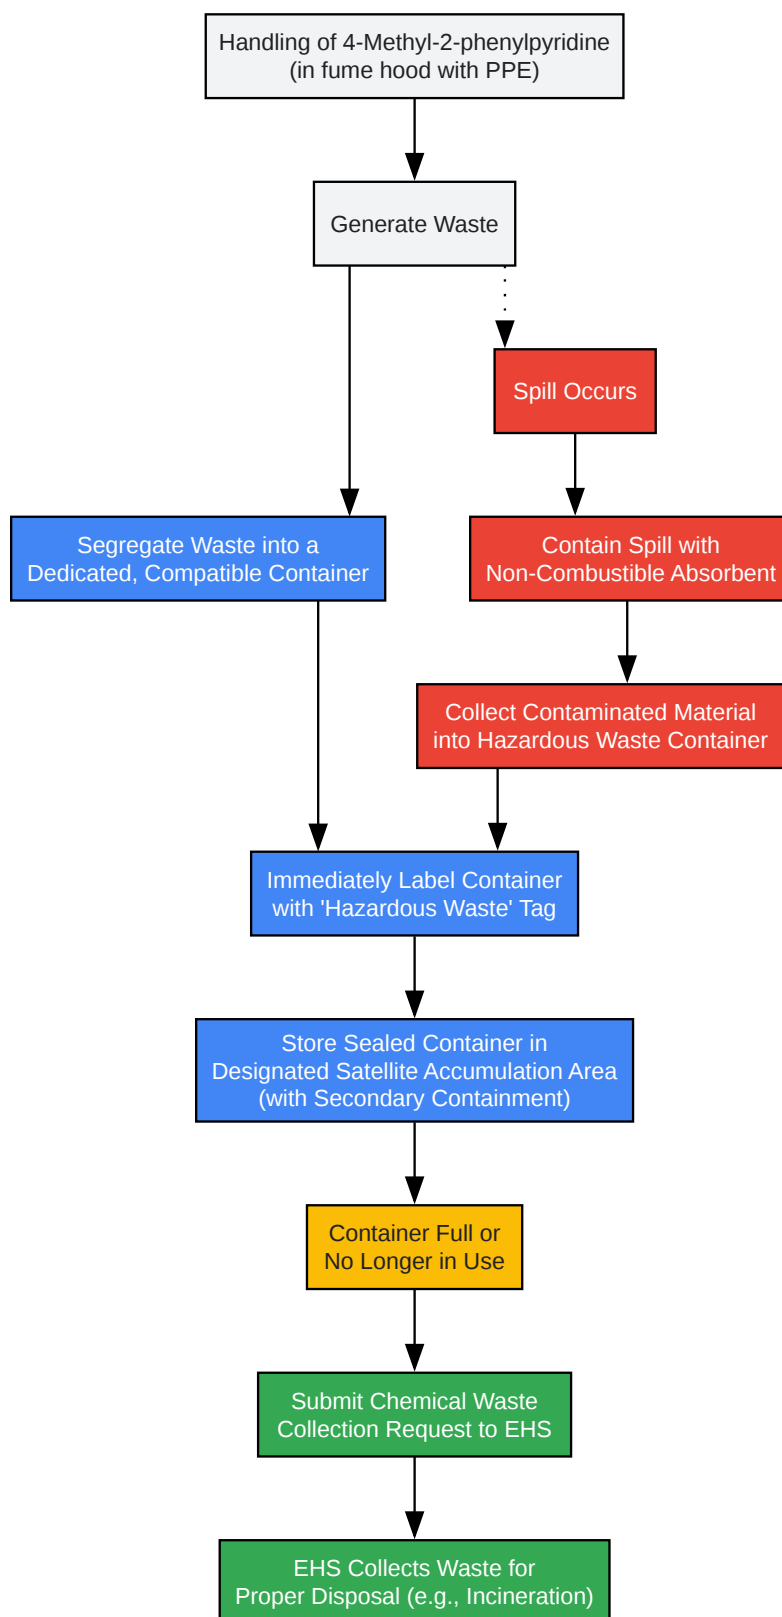 Handling of 4-Methyl-2-phenylpyridine
(in fume hood with PPE)
Generate Waste
Spill Occurs
Segregate Waste into a
Dedicated, Compatible Container
Contain Spill with
Non-Combustible Absorbent
Collect Contaminated Material
into Hazardous Waste Container
Immediately Label Container
with 'Hazardous Waste' Tag
Store Sealed Container in
Designated Satellite Accumulation Area
(with Secondary Containment)
Container Full or
No Longer in Use
Submit Chemical Waste
Collection Request to EHS
EHS Collects Waste for
Proper Disposal (e.g., Incineration)